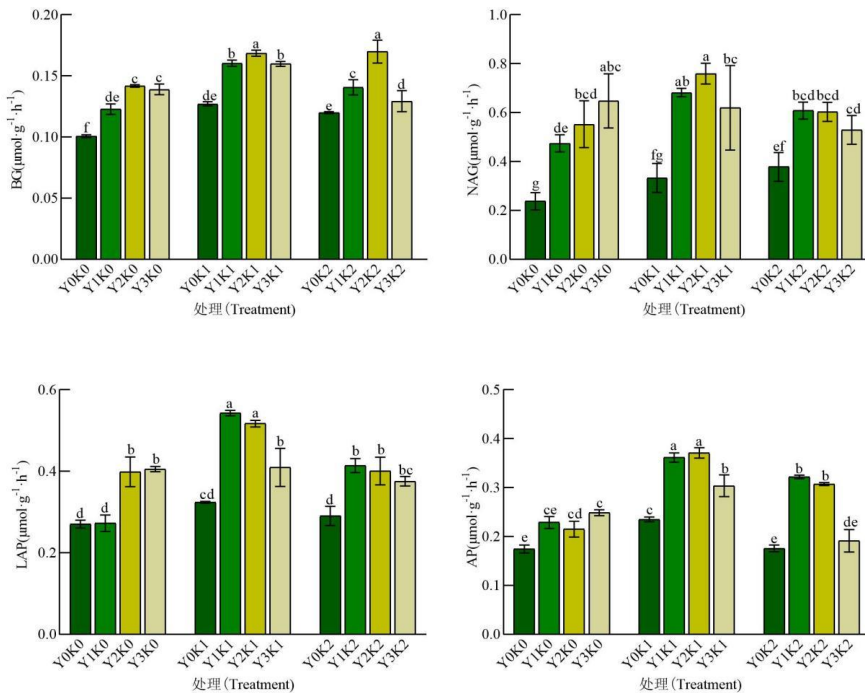 0.20
0.15
0.10
0.05
0.00
BG(μmol·g⁻¹·h⁻¹)
f
de
c
c
de
b
a
b
e
c
a
d
Y0K0
Y1K0
Y2K0
Y3K0
Y0K1
Y1K1
Y2K1
Y3K1
Y0K2
Y1K2
Y2K2
Y3K2
处理(Treatment)
1.0
0.8
0.6
0.4
0.2
0.0
NAG(μmol·g⁻¹·h⁻¹)
g
de
bcd
abc
fg
ab
a
bc
ef
bcd
bcd
cd
Y0K0
Y1K0
Y2K0
Y3K0
Y0K1
Y1K1
Y2K1
Y3K1
Y0K2
Y1K2
Y2K2
Y3K2
处理(Treatment)
0.6
0.4
0.2
0.0
LAP(μmol·g⁻¹·h⁻¹)
d
d
b
b
cd
a
a
b
d
b
b
bc
Y0K0
Y1K0
Y2K0
Y3K0
Y0K1
Y1K1
Y2K1
Y3K1
Y0K2
Y1K2
Y2K2
Y3K2
处理(Treatment)
0.5
0.4
0.3
0.2
0.1
0.0
AP(μmol·g⁻¹·h⁻¹)
e
ce
cd
c
c
a
a
b
e
b
b
de
Y0K0
Y1K0
Y2K0
Y3K0
Y0K1
Y1K1
Y2K1
Y3K1
Y0K2
Y1K2
Y2K2
Y3K2
处理(Treatment)